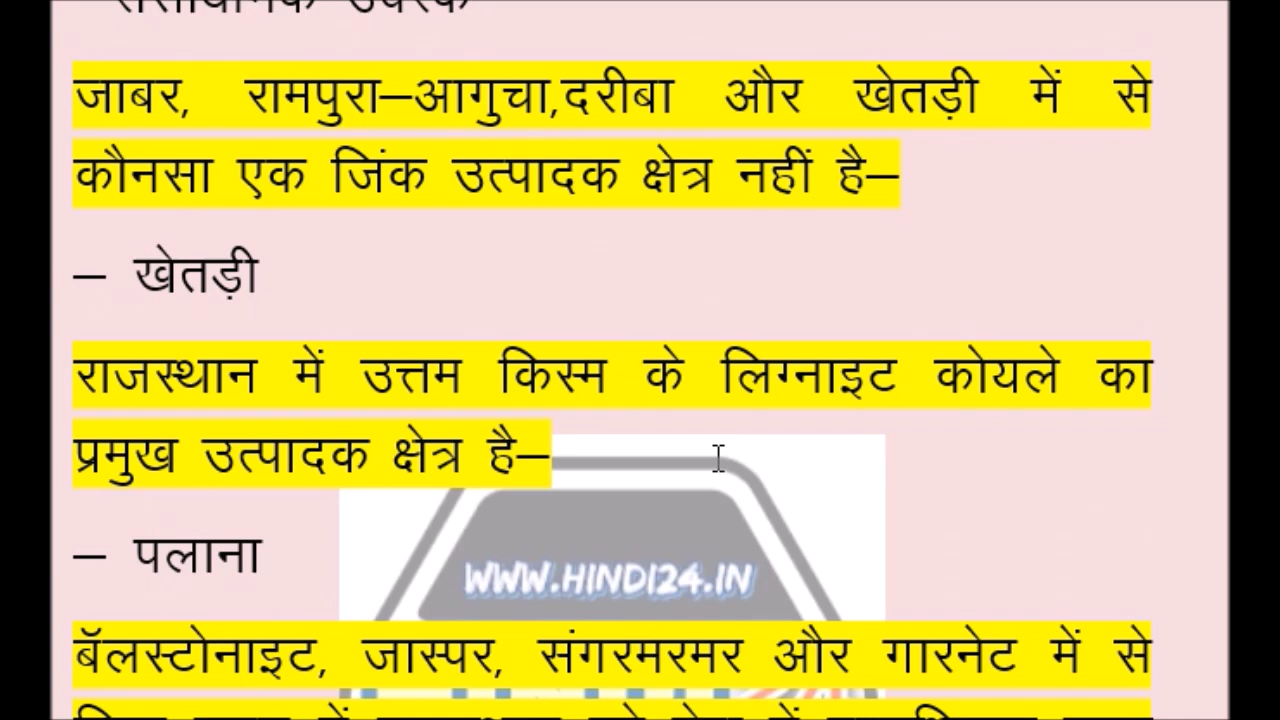 जाबर, रामपुरा–आगुचा,दरीबा और खेतड़ी में से
कौनसा एक जिंक उत्पादक क्षेत्र नहीं है–
– खेतड़ी
राजस्थान में उत्तम किस्म के लिग्नाइट कोयले का
प्रमुख उत्पादक क्षेत्र है–
– पलाना
WWW.HINDI24.IN
बॅलस्टोनाइट, जास्पर, संगरमरमर और गारनेट में से